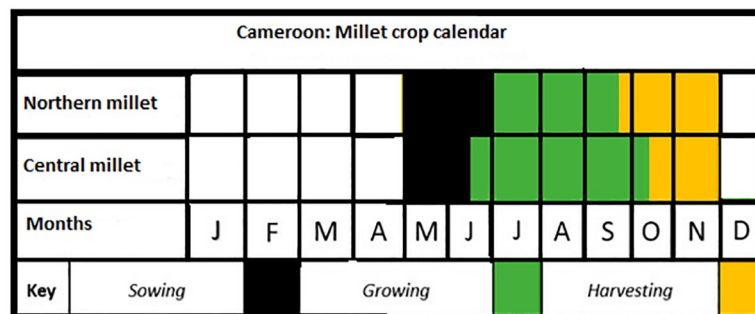 Cameroon: Millet crop calendar
Northern millet
Central millet
Months J F M A M J J A S O N D
Key Sowing Growing Harvesting